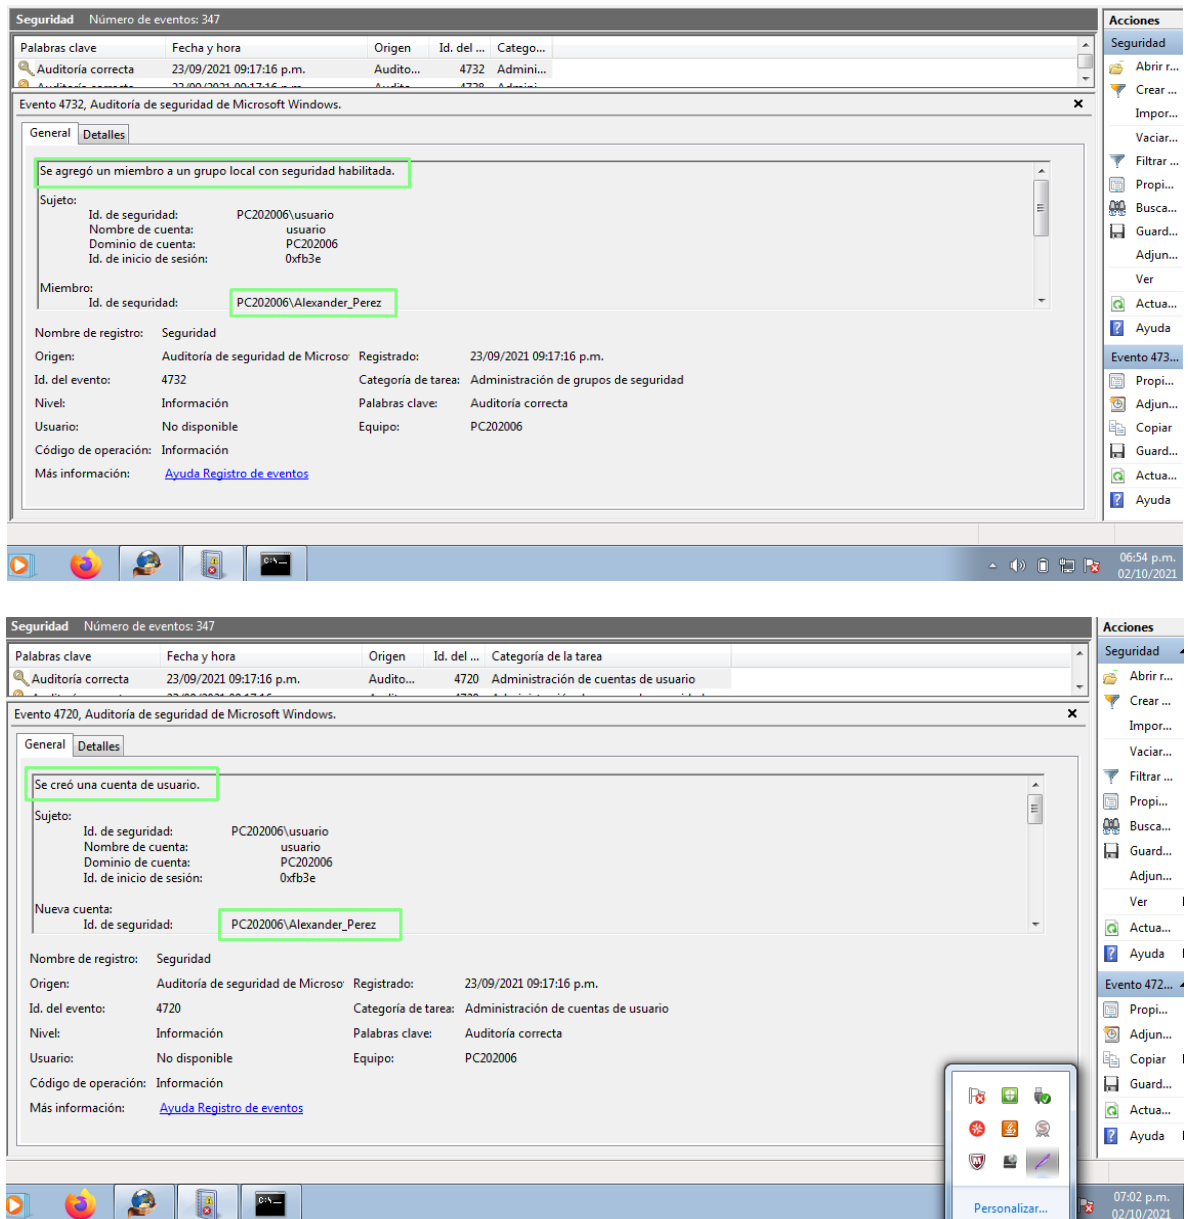 Seguridad Número de eventos: 347
Acciones
Palabras clave Fecha y hora Origen Id. del ... Catego...
Seguridad
Auditoría correcta 23/09/2021 09:17:16 p.m. Audito... 4732 Admini...
Abrir r...
Crear ...
Evento 4732, Auditoría de seguridad de Microsoft Windows.
Impor...
General Detalles
Vaciar...
Se agregó un miembro a un grupo local con seguridad habilitada.
Filtrar ...
Sujeto:
Propi...
Id. de seguridad: PC202006\usuario
Busca...
Nombre de cuenta: usuario
Guard...
Dominio de cuenta: PC202006
Id. de inicio de sesión: 0xfb3e
Adjun...
Ver
Miembro:
Id. de seguridad: PC202006\Alexander_Perez
Actua...
Nombre de registro: Seguridad
Ayuda
Origen: Auditoría de seguridad de Microso Registrado: 23/09/2021 09:17:16 p.m.
Evento 473...
Id. del evento: 4732 Categoría de tarea: Administración de grupos de seguridad
Propi...
Nivel: Información Palabras clave: Auditoría correcta
Adjun...
Usuario: No disponible Equipo: PC202006
Copiar
Código de operación: Información
Guard...
Más información: Ayuda Registro de eventos
Actua...
Ayuda
C:\_
06:54 p.m.
02/10/2021
Seguridad Número de eventos: 347
Acciones
Palabras clave Fecha y hora Origen Id. del ... Categoría de la tarea
Seguridad
Auditoría correcta 23/09/2021 09:17:16 p.m. Audito... 4720 Administración de cuentas de usuario
Abrir r...
Crear ...
Evento 4720, Auditoría de seguridad de Microsoft Windows.
Impor...
General Detalles
Vaciar...
Se creó una cuenta de usuario.
Filtrar ...
Sujeto:
Propi...
Id. de seguridad: PC202006\usuario
Busca...
Nombre de cuenta: usuario
Guard...
Dominio de cuenta: PC202006
Id. de inicio de sesión: 0xfb3e
Adjun...
Ver
Nueva cuenta:
Id. de seguridad: PC202006\Alexander_Perez
Actua...
Ayuda
Nombre de registro: Seguridad
Origen: Auditoría de seguridad de Microso Registrado: 23/09/2021 09:17:16 p.m.
Evento 472...
Id. del evento: 4720 Categoría de tarea: Administración de cuentas de usuario
Propi...
Nivel: Información Palabras clave: Auditoría correcta
Adjun...
Usuario: No disponible Equipo: PC202006
Copiar
Código de operación: Información
Guard...
Más información: Ayuda Registro de eventos
Actua...
Ayuda
C:\_
Personalizar...
07:02 p.m.
02/10/2021